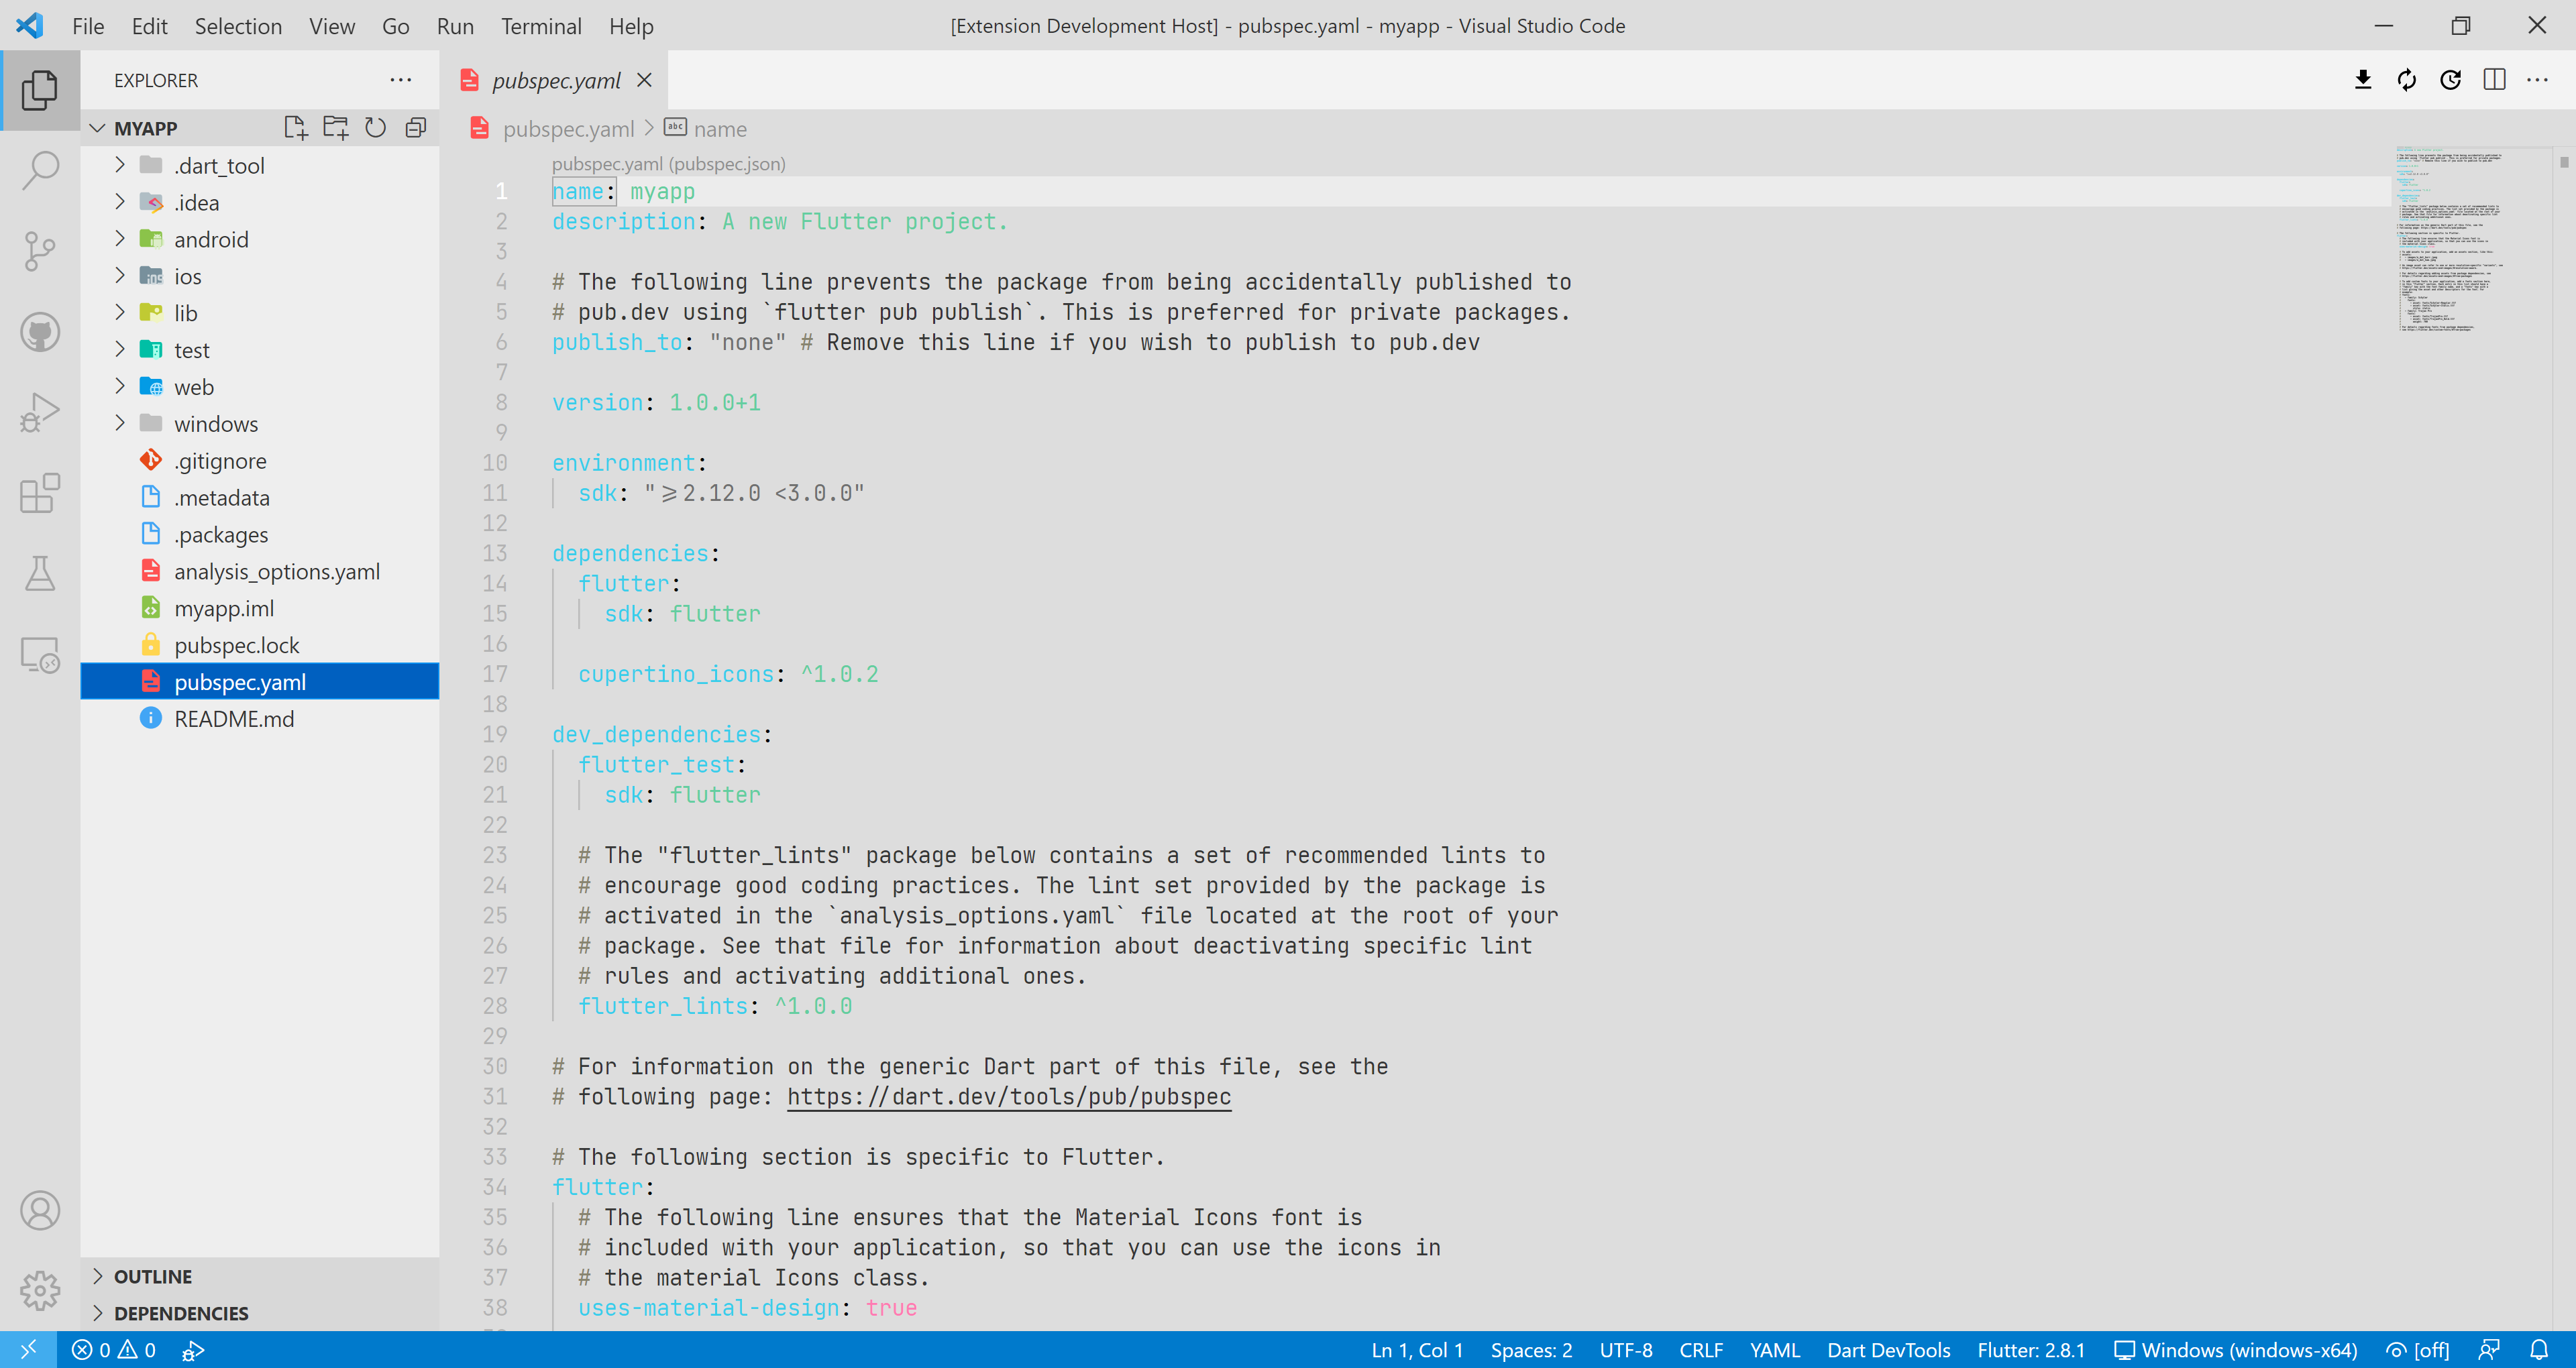 File Edit Selection View Go Run Terminal Help
[Extension Development Host] - pubspec.yaml - myapp - Visual Studio Code
EXPLORER
MYAPP
.dart_tool
.idea
android
ios
lib
test
web
windows
.gitignore
.metadata
.packages
analysis_options.yaml
myapp.iml
pubspec.lock
pubspec.yaml
README.md
OUTLINE
DEPENDENCIES
pubspec.yaml
pubspec.yaml > abc name
pubspec.yaml (pubspec.json)
1 name: myapp
2 description: A new Flutter project.
3
4 # The following line prevents the package from being accidentally published to
5 # pub.dev using `flutter pub publish`. This is preferred for private packages.
6 publish_to: "none" # Remove this line if you wish to publish to pub.dev
7
8 version: 1.0.0+1
9
10 environment:
11 sdk: ">=2.12.0 <3.0.0"
12
13 dependencies:
14 flutter:
15 sdk: flutter
16
17 cupertino_icons: ^1.0.2
18
19 dev_dependencies:
20 flutter_test:
21 sdk: flutter
22
23 # The "flutter_lints" package below contains a set of recommended lints to
24 # encourage good coding practices. The lint set provided by the package is
25 # activated in the `analysis_options.yaml` file located at the root of your
26 # package. See that file for information about deactivating specific lint
27 # rules and activating additional ones.
28 flutter_lints: ^1.0.0
29
30 # For information on the generic Dart part of this file, see the
31 # following page: https://dart.dev/tools/pub/pubspec
32
33 # The following section is specific to Flutter.
34 flutter:
35 # The following line ensures that the Material Icons font is
36 # included with your application, so that you can use the icons in
37 # the material Icons class.
38 uses-material-design: true
0 0
Ln 1, Col 1 Spaces: 2 UTF-8 CRLF YAML Dart DevTools Flutter: 2.8.1 Windows (windows-x64) [off]